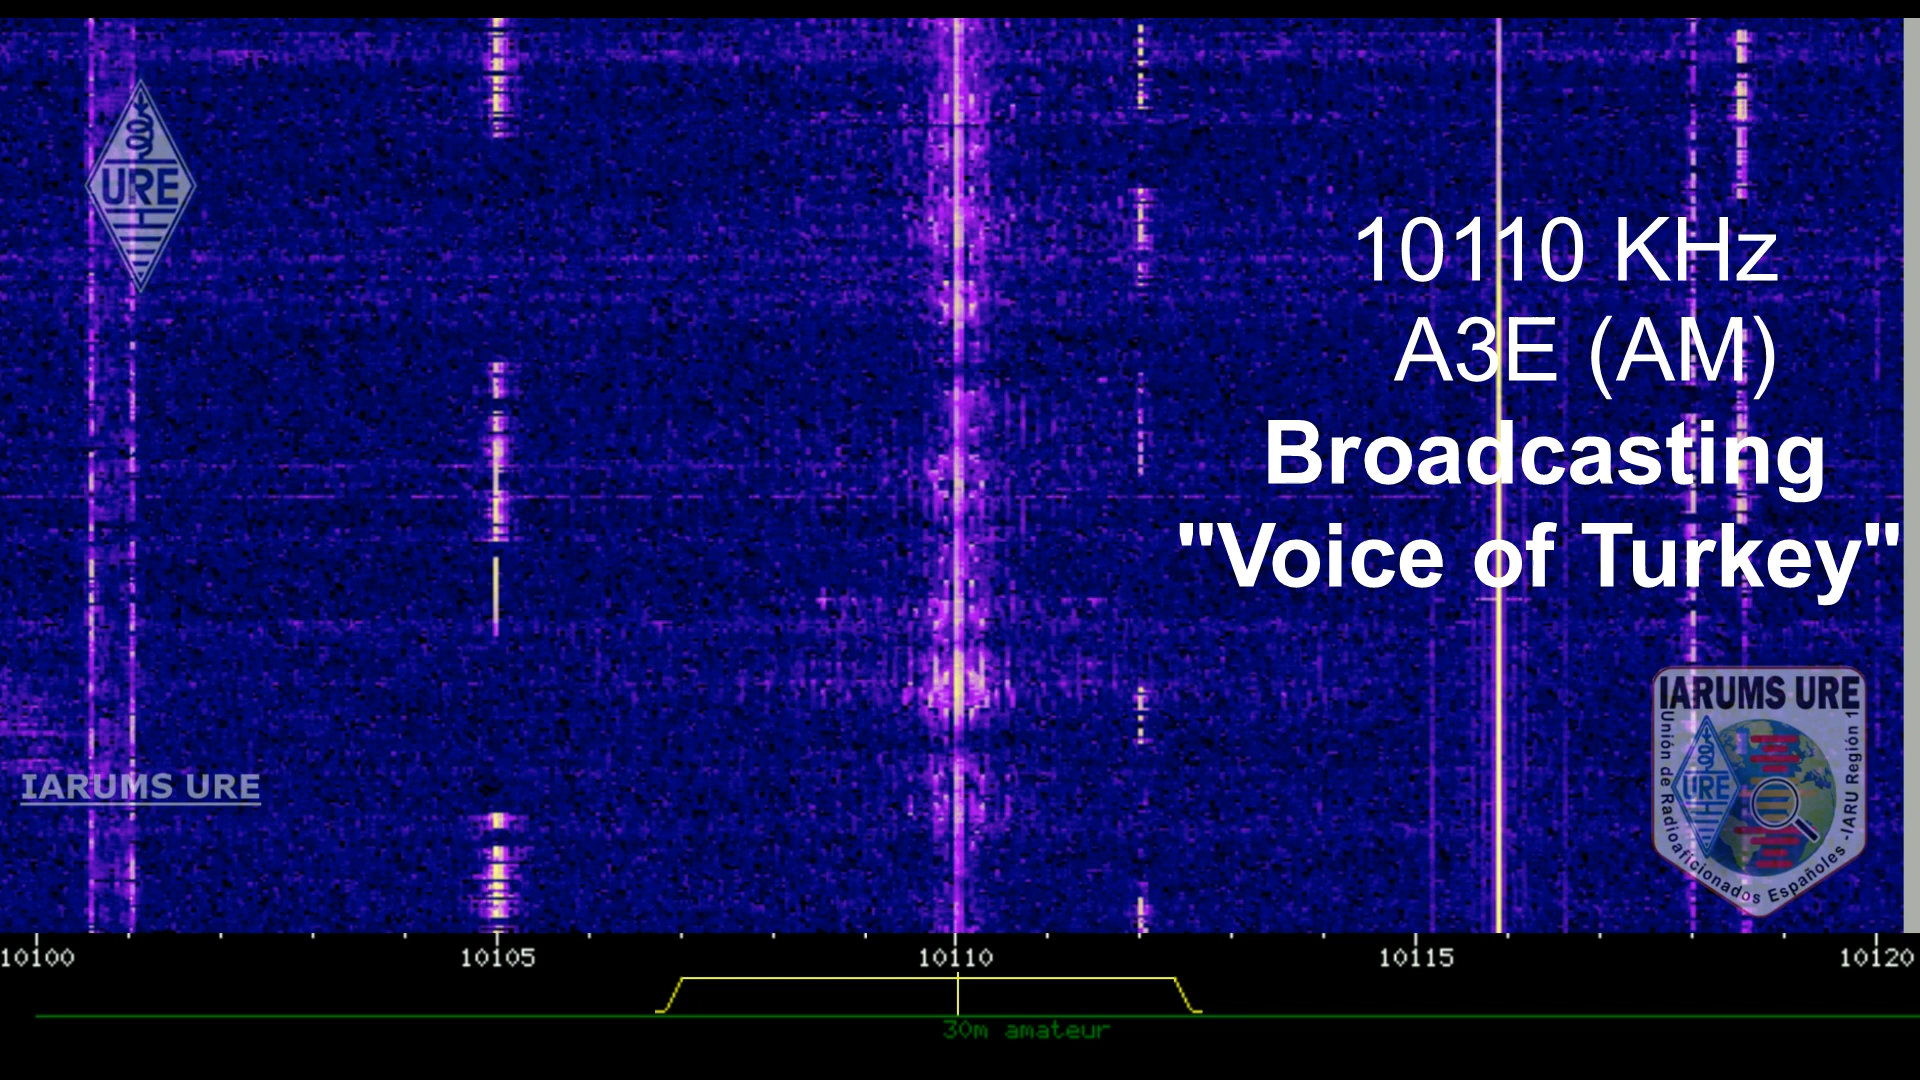 URE
10110 KHz
A3E (AM)
Broadcasting
"Voice of Turkey"
IARUMS URE
IARUMS URE
URE
Unión de Radioaficionados Españoles -IARU Región 1
10100 10105 10110 10115 10120
30m amateur